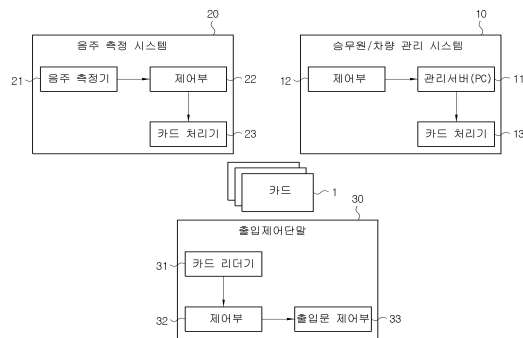 20
음주 측정 시스템
21 음주 측정기 제어부 22
카드 처리기 23
10
승무원/차량 관리 시스템
12 제어부 관리서버(PC) 11
카드 처리기 13
카드 1
30
출입제어단말
31 카드 리더기
32 제어부 출입문 제어부 33